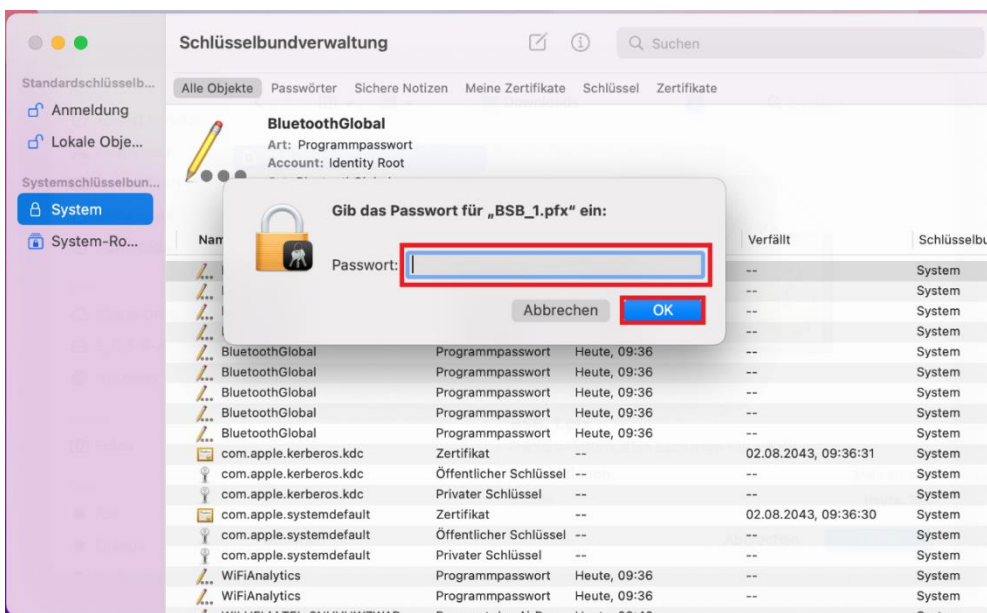 Schlüsselbundverwaltung
Suchen
Standardschlüsselb...
Anmeldung
Lokale Obje...
Systemschlüsselbun...
System
System-Ro...
Alle Objekte Passwörter Sichere Notizen Meine Zertifikate Schlüssel Zertifikate
BluetoothGlobal
Art: Programmpasswort
Account: Identity Root
Gib das Passwort für „BSB_1.pfx“ ein:
Passwort:
Abbrechen OK
Verfällt Schlüsselbu
-- System
-- System
-- System
-- System
BluetoothGlobal Programmpasswort Heute, 09:36 -- System
BluetoothGlobal Programmpasswort Heute, 09:36 -- System
BluetoothGlobal Programmpasswort Heute, 09:36 -- System
BluetoothGlobal Programmpasswort Heute, 09:36 -- System
BluetoothGlobal Programmpasswort Heute, 09:36 -- System
com.apple.kerberos.kdc Zertifikat -- 02.08.2043, 09:36:31 System
com.apple.kerberos.kdc Öffentlicher Schlüssel -- -- System
com.apple.kerberos.kdc Privater Schlüssel -- -- System
com.apple.systemdefault Zertifikat -- 02.08.2043, 09:36:30 System
com.apple.systemdefault Öffentlicher Schlüssel -- -- System
com.apple.systemdefault Privater Schlüssel -- -- System
WiFiAnalytics Programmpasswort Heute, 09:36 -- System
WiFiAnalytics Programmpasswort Heute, 09:36 -- System